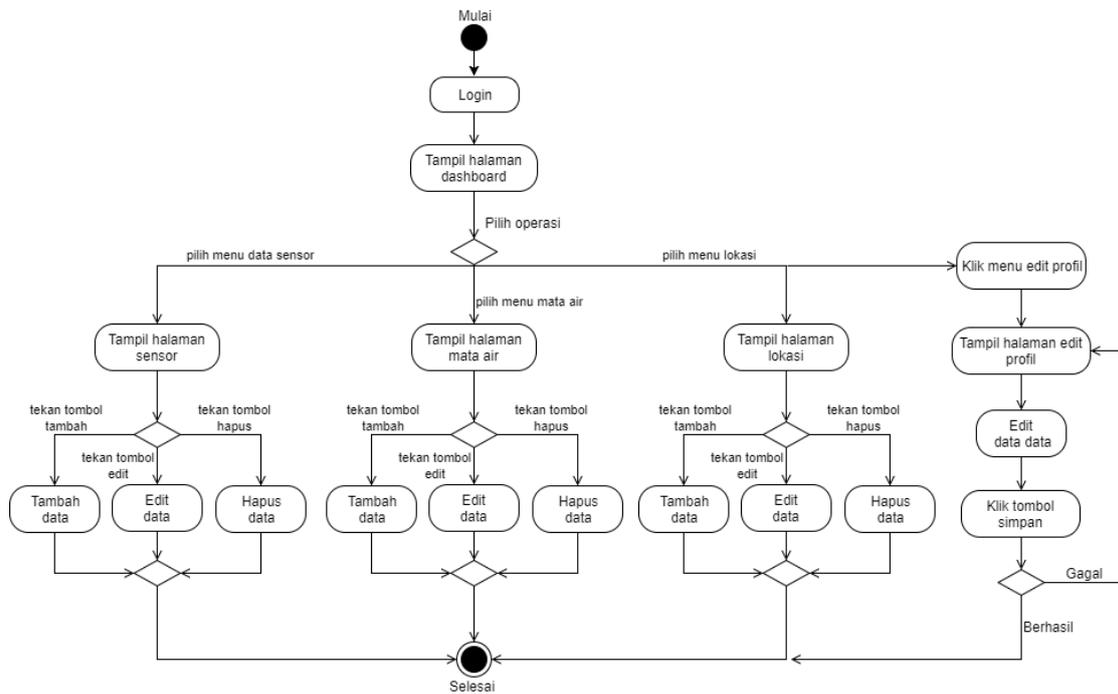 Mulai
Login
Tampil halaman
dashboard
Pilih operasi
pilih menu data sensor
pilih menu lokasi
Klik menu edit profil
pilih menu mata air
Tampil halaman
sensor
Tampil halaman
mata air
Tampil halaman
lokasi
Tampil halaman edit
profil
tekan tombol
tambah
tekan tombol
hapus
tekan tombol
edit
tekan tombol
tambah
tekan tombol
hapus
tekan tombol
edit
tekan tombol
tambah
tekan tombol
hapus
tekan tombol
edit
Edit
data data
Tambah
data
Edit
data
Hapus
data
Tambah
data
Edit
data
Hapus
data
Tambah
data
Edit
data
Hapus
data
Klik tombol
simpan
Gagal
Berhasil
Selesai